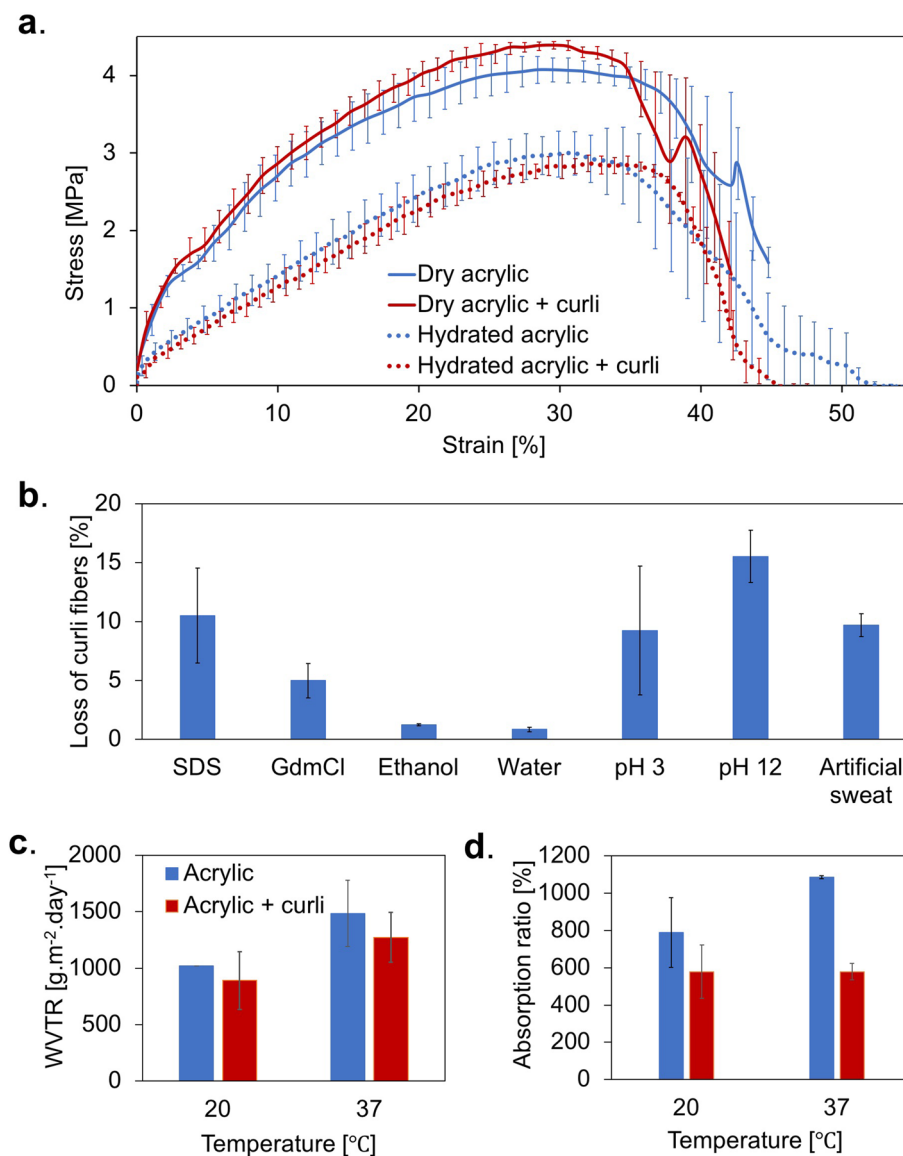 a.
Stress [MPa]
4
3
2
1
0
Dry acrylic
Dry acrylic + curli
Hydrated acrylic
Hydrated acrylic + curli
0 10 20 30 40 50
Strain [%]
b.
Loss of curli fibers [%]
20
15
10
5
0
SDS GdmCl Ethanol Water pH 3 pH 12 Artificial
sweat
c.
WVTR [g.m-2.day-1]
2000
1500
1000
500
0
Acrylic
Acrylic + curli
20 37
Temperature [°C]
d.
Absorption ratio [%]
1200
1000
800
600
400
200
0
20 37
Temperature [°C]